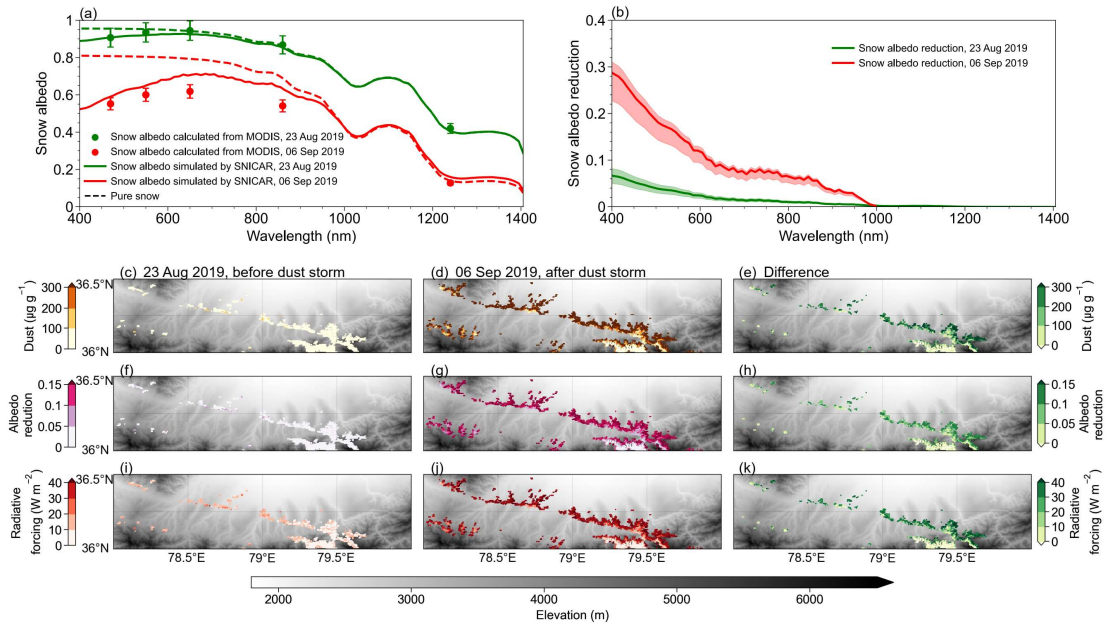 (a)
(b)
1
0.8
0.6
0.4
0.2
0
Snow albedo
Snow albedo calculated from MODIS, 23 Aug 2019
Snow albedo calculated from MODIS, 06 Sep 2019
Snow albedo simulated by SNICAR, 23 Aug 2019
Snow albedo simulated by SNICAR, 06 Sep 2019
Pure snow
400 600 800 1000 1200 1400
Wavelength (nm)
0.4
0.3
0.2
0.1
0
Snow albedo reduction
Snow albedo reduction, 23 Aug 2019
Snow albedo reduction, 06 Sep 2019
400 600 800 1000 1200 1400
Wavelength (nm)
(c) 23 Aug 2019, before dust storm
(d) 06 Sep 2019, after dust storm
(e) Difference
Dust (µg g⁻¹)
300
200
100
0
36.5°N
36°N
300
200
100
0
Dust (µg g⁻¹)
(f)
(g)
(h)
Albedo
redution
0.15
0.1
0.05
0
36.5°N
36°N
0.15
0.1
0.05
0
Albedo
reduction
(i)
(j)
(k)
Radiative
forcing (W m⁻²)
40
30
20
10
0
36.5°N
36°N
40
30
20
10
0
Radiative
forcing (W m⁻²)
78.5°E 79°E 79.5°E
78.5°E 79°E 79.5°E
78.5°E 79°E 79.5°E
2000 3000 4000 5000 6000
Elevation (m)